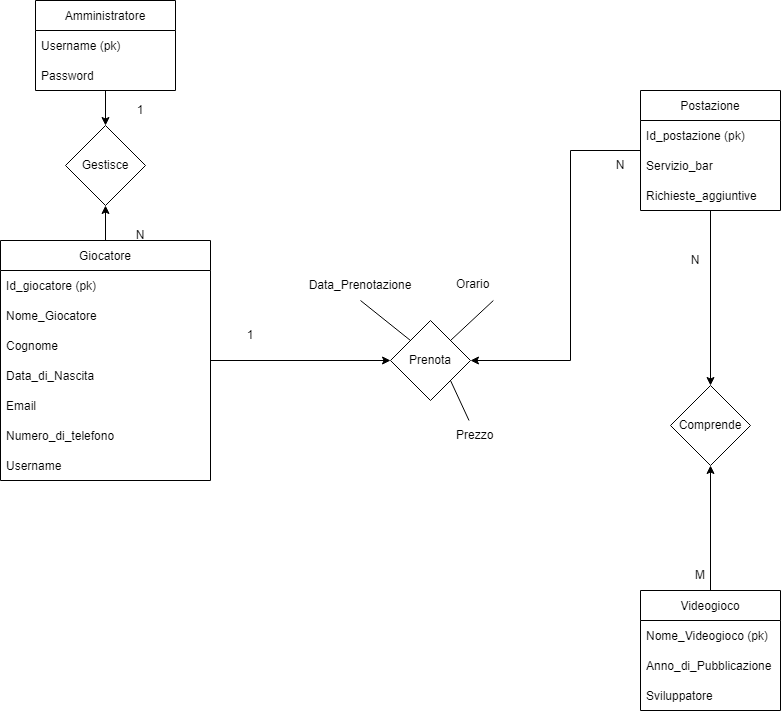 Amministratore
Username (pk)
Password
1
Gestisce
N
Giocatore
Id_giocatore (pk)
Nome_Giocatore
Cognome
Data_di_Nascita
Email
Numero_di_telefono
Username
1
Data_Prenotazione
Orario
Prenota
Prezzo
Postazione
Id_postazione (pk)
Servizio_bar
Richieste_aggiuntive
N
N
Comprende
M
Videogioco
Nome_Videogioco (pk)
Anno_di_Pubblicazione
Sviluppatore